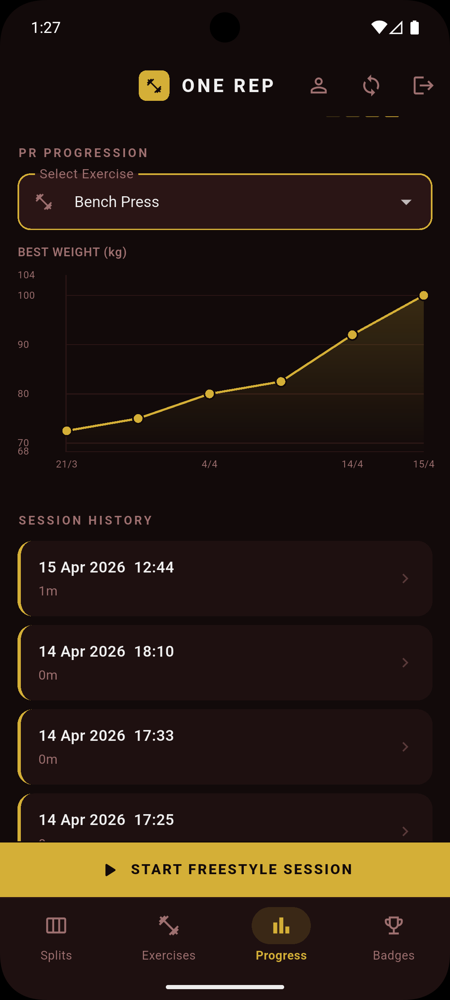 1:27
ONE REP
PR PROGRESSION
Select Exercise
Bench Press
BEST WEIGHT (kg)
104
100
90
80
70
68
21/3 4/4 14/4 15/4
SESSION HISTORY
15 Apr 2026 12:44
1m
14 Apr 2026 18:10
0m
14 Apr 2026 17:33
0m
14 Apr 2026 17:25
START FREESTYLE SESSION
Splits Exercises Progress Badges